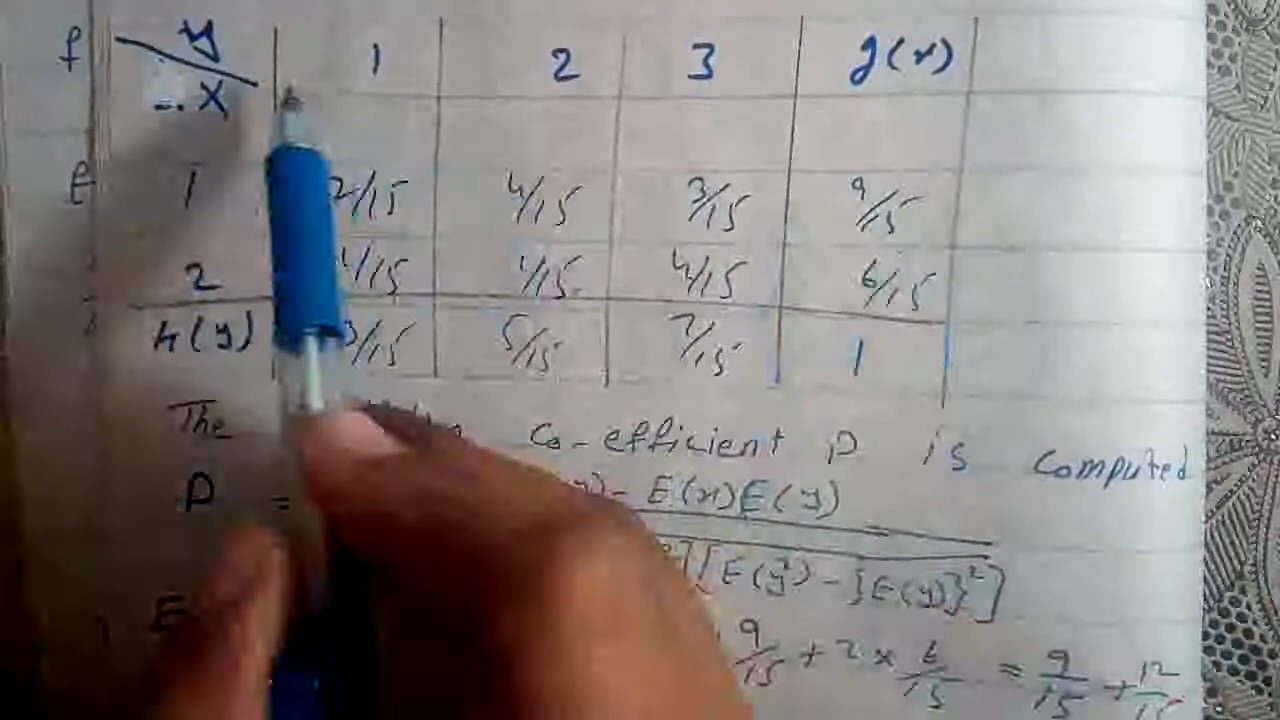 y 1 2 3 g(x)
X
1 2/15 4/15 3/15 9/15
2 1/15 1/15 4/15 6/15
h(y) 3/15 5/15 7/15 1
The co-efficient ρ is computed
ρ = - E(x)E(y)
[E(y²) - {E(y)}²]
9/15 + 2 × 6/15 = 9/15 + 12/15